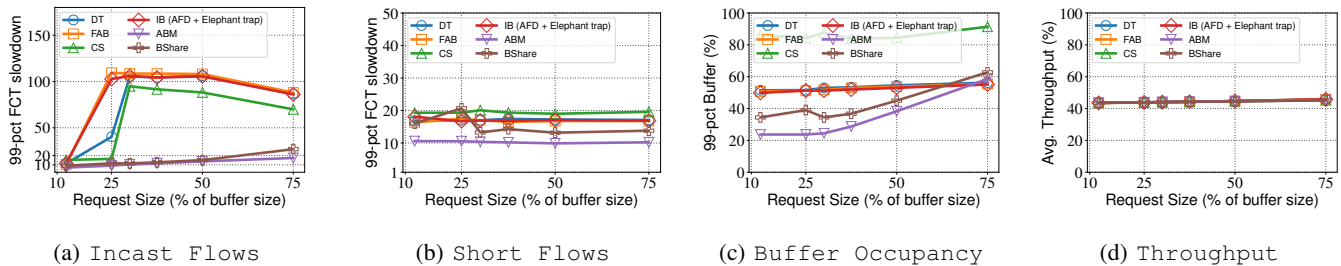 99-pct FCT slowdown
150
100
50
20
10
DT
FAB
CS
IB (AFD + Elephant trap)
ABM
BShare
10
25
50
75
Request Size (% of buffer size)
(a) Incast Flows
99-pct FCT slowdown
50
40
30
20
10
1
DT
FAB
CS
IB (AFD + Elephant trap)
ABM
BShare
10
25
50
75
Request Size (% of buffer size)
(b) Short Flows
99-pct Buffer (%)
100
80
60
40
20
0
DT
FAB
CS
IB (AFD + Elephant trap)
ABM
BShare
10
25
50
75
Request Size (% of buffer size)
(c) Buffer Occupancy
Avg. Throughput (%)
100
80
60
40
20
0
DT
FAB
CS
IB (AFD + Elephant trap)
ABM
BShare
10
25
50
75
Request Size (% of buffer size)
(d) Throughput